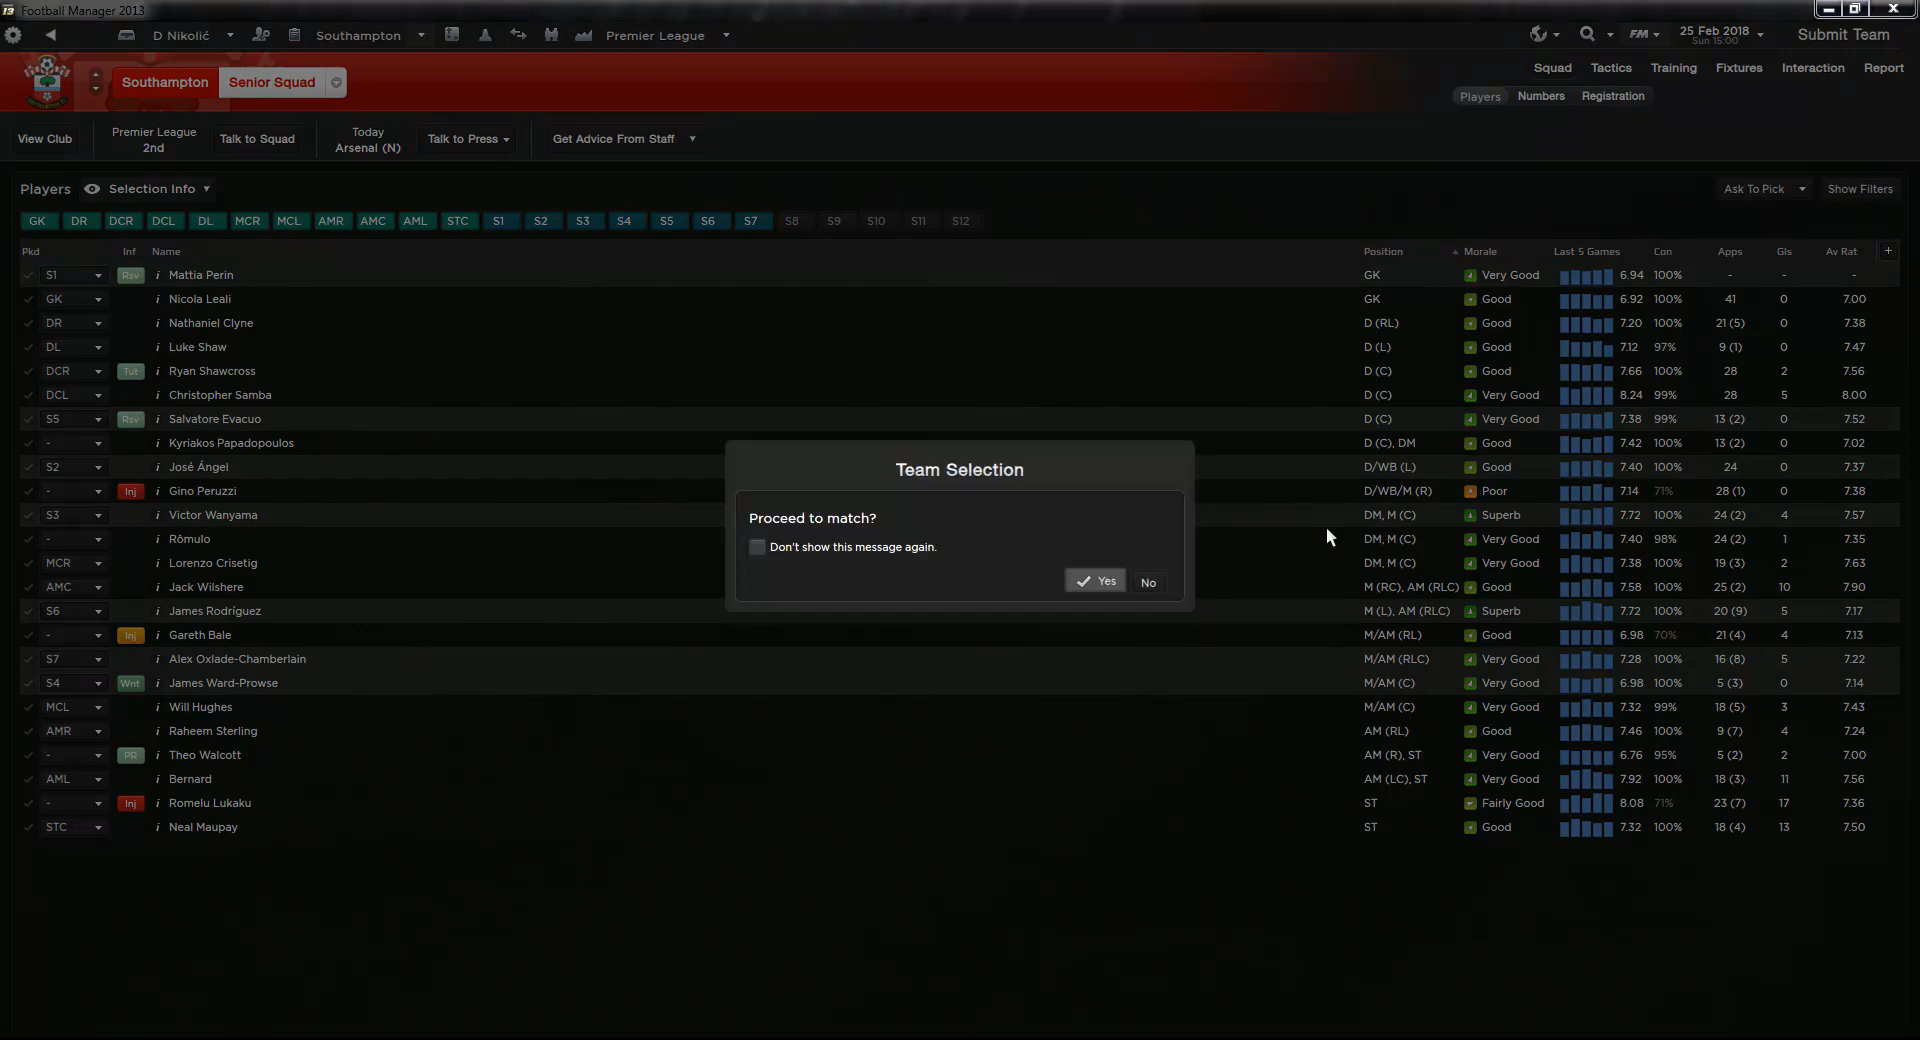 Football Manager 2013
D Nikolić Southampton Premier League FM 25 Feb 2018 Submit Team
Sun 15:00
Southampton Senior Squad Squad Tactics Training Fixtures Interaction Report
Players Numbers Registration
View Club Premier League Talk to Squad Today Talk to Press Get Advice From Staff
2nd Arsenal (N)
Players Selection Info Ask To Pick Show Filters
GK DR DCR DCL DL MCR MCL AMR AMC AML STC S1 S2 S3 S4 S5 S6 S7 S8 S9 S10 S11 S12
Pkd Inf Name Position Morale Last 5 Games Con Apps Gls Av Rat +
S1 Rsv i Mattia Perin GK Very Good 6.94 100% - - -
GK i Nicola Leali GK Good 6.92 100% 41 0 7.00
DR i Nathaniel Clyne D (RL) Good 7.20 100% 21 (5) 0 7.38
DL i Luke Shaw D (L) Good 7.12 97% 9 (1) 0 7.47
DCR Tut i Ryan Shawcross D (C) Good 7.66 100% 28 2 7.56
DCL i Christopher Samba D (C) Very Good 8.24 99% 28 5 8.00
S5 Rsv i Salvatore Evacuo D (C) Very Good 7.38 99% 13 (2) 0 7.52
- i Kyriakos Papadopoulos D (C), DM Good 7.42 100% 13 (2) 0 7.02
S2 i José Ángel D/WB (L) Good 7.40 100% 24 0 7.37
- Inj i Gino Peruzzi D/WB/M (R) Poor 7.14 71% 28 (1) 0 7.38
S3 i Victor Wanyama DM, M (C) Superb 7.72 100% 24 (2) 4 7.57
- i Rômulo DM, M (C) Very Good 7.40 98% 24 (2) 1 7.35
MCR i Lorenzo Crisetig DM, M (C) Very Good 7.38 100% 19 (3) 2 7.63
AMC i Jack Wilshere M (RC), AM (RLC) Good 7.58 100% 25 (2) 10 7.90
S6 i James Rodríguez M (L), AM (RLC) Superb 7.72 100% 20 (9) 5 7.17
- Inj i Gareth Bale M/AM (RL) Good 6.98 70% 21 (4) 4 7.13
S7 i Alex Oxlade-Chamberlain M/AM (RLC) Very Good 7.28 100% 16 (8) 5 7.22
S4 Wnt i James Ward-Prowse M/AM (C) Very Good 6.98 100% 5 (3) 0 7.14
MCL i Will Hughes M/AM (C) Very Good 7.32 99% 18 (5) 3 7.43
AMR i Raheem Sterling AM (RL) Good 7.46 100% 9 (7) 4 7.24
- PR i Theo Walcott AM (R), ST Very Good 6.76 95% 5 (2) 2 7.00
AML i Bernard AM (LC), ST Very Good 7.92 100% 18 (3) 11 7.56
- Inj i Romelu Lukaku ST Fairly Good 8.08 71% 23 (7) 17 7.36
STC i Neal Maupay ST Good 7.32 100% 18 (4) 13 7.50
Team Selection
Proceed to match?
Don't show this message again.
Yes No